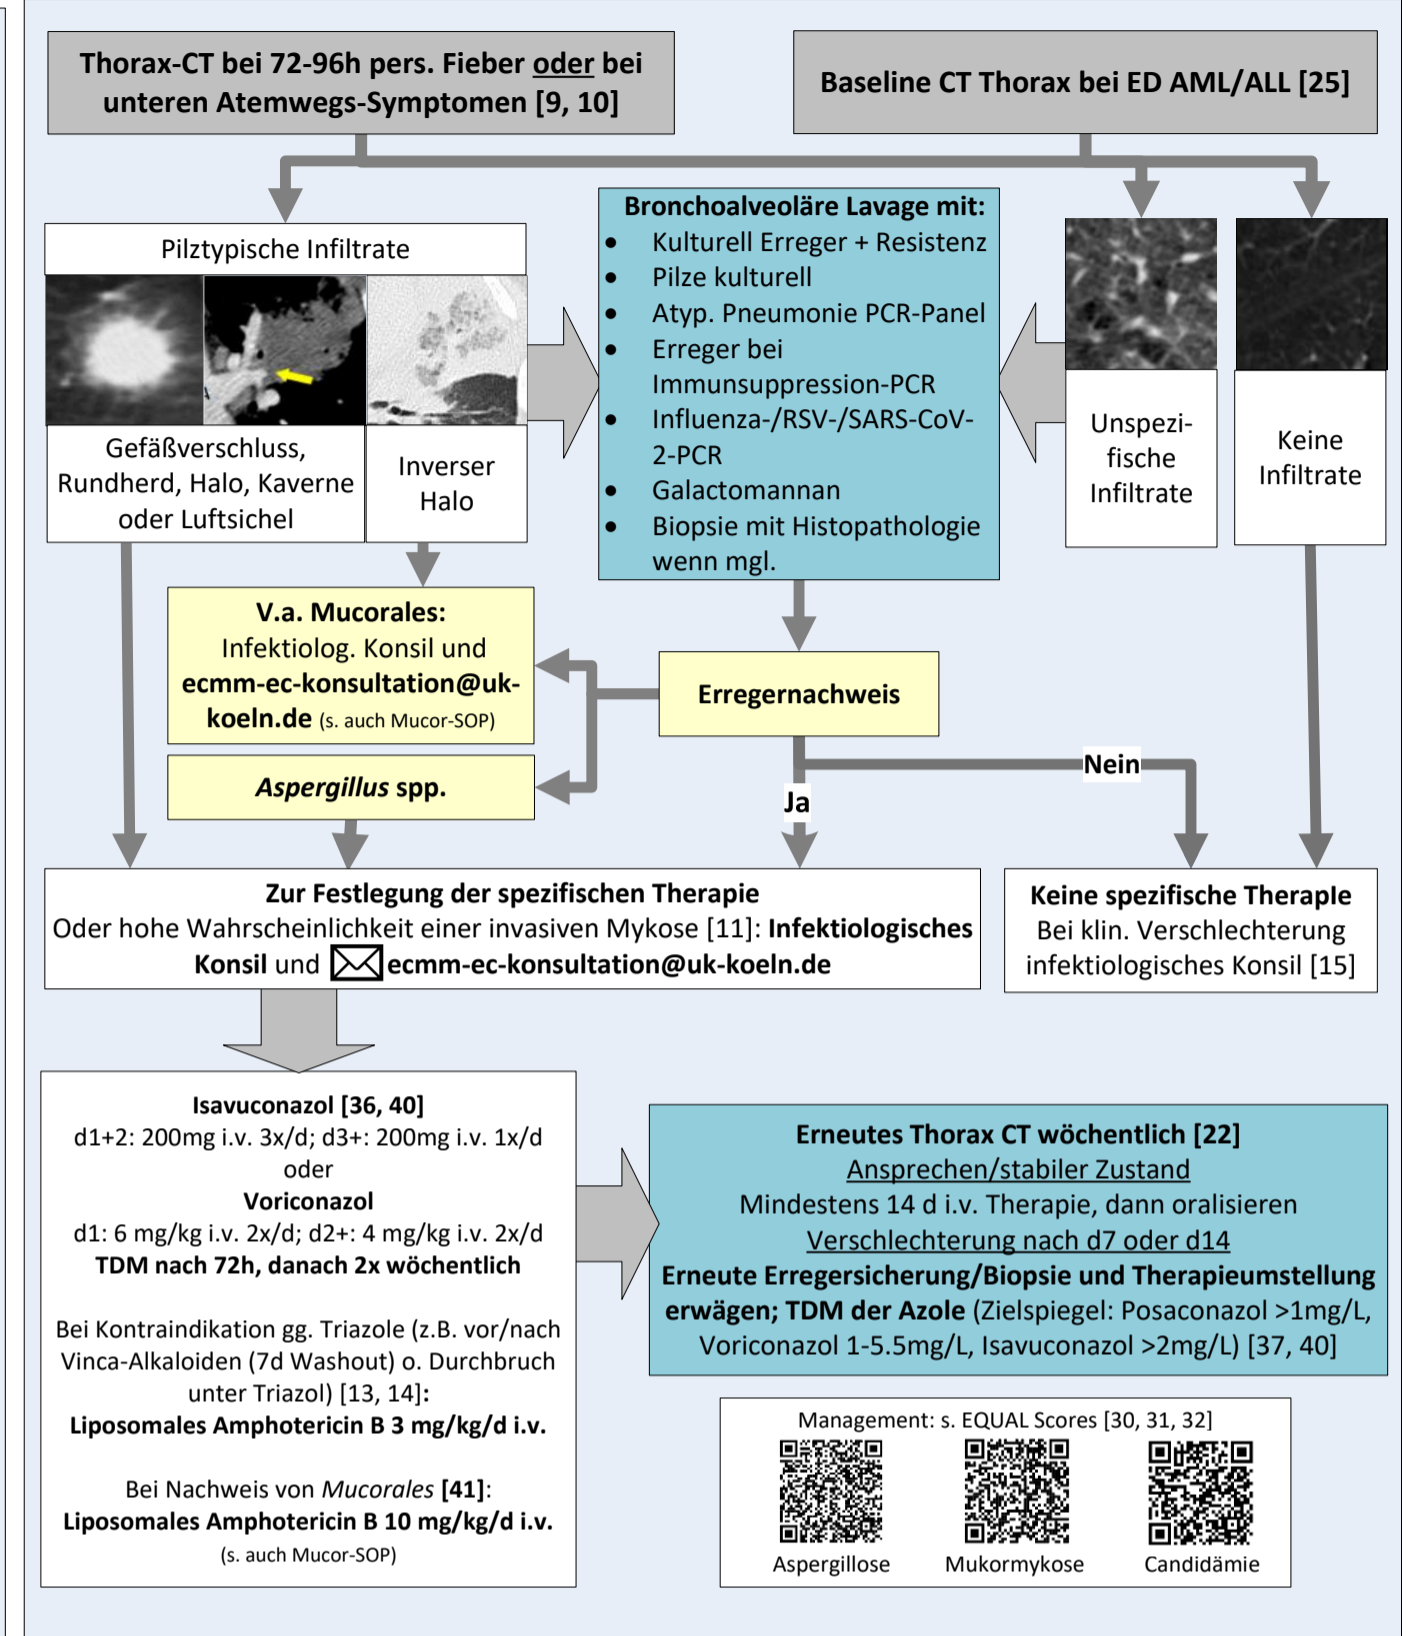 Thorax-CT bei 72-96h pers. Fieber oder bei
unteren Atemwegs-Symptomen [9, 10]
Baseline CT Thorax bei ED AML/ALL [25]
Pilztypische Infiltrate
Gefäßverschluss,
Rundherd, Halo, Kaverne
oder Luftsichel
Inverser
Halo
Bronchoalveoläre Lavage mit:
• Kulturell Erreger + Resistenz
• Pilze kulturell
• Atyp. Pneumonie PCR-Panel
• Erreger bei
Immunsuppression-PCR
• Influenza-/RSV-/SARS-CoV-
2-PCR
• Galactomannan
• Biopsie mit Histopathologie
wenn mgl.
Unspezi-
fische
Infiltrate
Keine
Infiltrate
V.a. Mucorales:
Infektiolog. Konsil und
ecmm-ec-konsultation@uk-
koeln.de (s. auch Mucor-SOP)
Erregernachweis
Aspergillus spp.
Nein
Ja
Zur Festlegung der spezifischen Therapie
Oder hohe Wahrscheinlichkeit einer invasiven Mykose [11]: Infektiologisches
Konsil und ecmm-ec-konsultation@uk-koeln.de
Keine spezifische TherapIe
Bei klin. Verschlechterung
infektiologisches Konsil [15]
Isavuconazol [36, 40]
d1+2: 200mg i.v. 3x/d; d3+: 200mg i.v. 1x/d
oder
Voriconazol
d1: 6 mg/kg i.v. 2x/d; d2+: 4 mg/kg i.v. 2x/d
TDM nach 72h, danach 2x wöchentlich
Bei Kontraindikation gg. Triazole (z.B. vor/nach
Vinca-Alkaloiden (7d Washout) o. Durchbruch
unter Triazol) [13, 14]:
Liposomales Amphotericin B 3 mg/kg/d i.v.
Bei Nachweis von Mucorales [41]:
Liposomales Amphotericin B 10 mg/kg/d i.v.
(s. auch Mucor-SOP)
Erneutes Thorax CT wöchentlich [22]
Ansprechen/stabiler Zustand
Mindestens 14 d i.v. Therapie, dann oralisieren
Verschlechterung nach d7 oder d14
Erneute Erregersicherung/Biopsie und Therapieumstellung
erwägen; TDM der Azole (Zielspiegel: Posaconazol >1mg/L,
Voriconazol 1-5.5mg/L, Isavuconazol >2mg/L) [37, 40]
Management: s. EQUAL Scores [30, 31, 32]
Aspergillose
Mukormykose
Candidämie